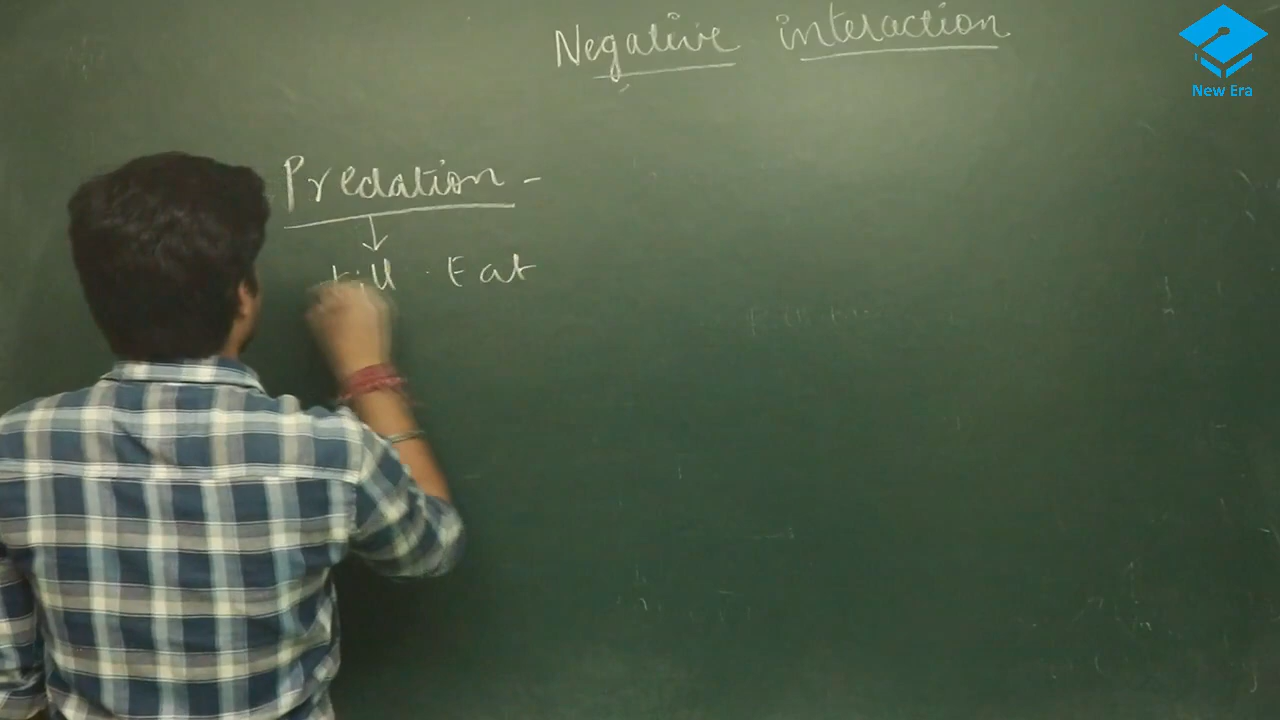 Negative interaction
New Era
Predation -
Kill . Eat